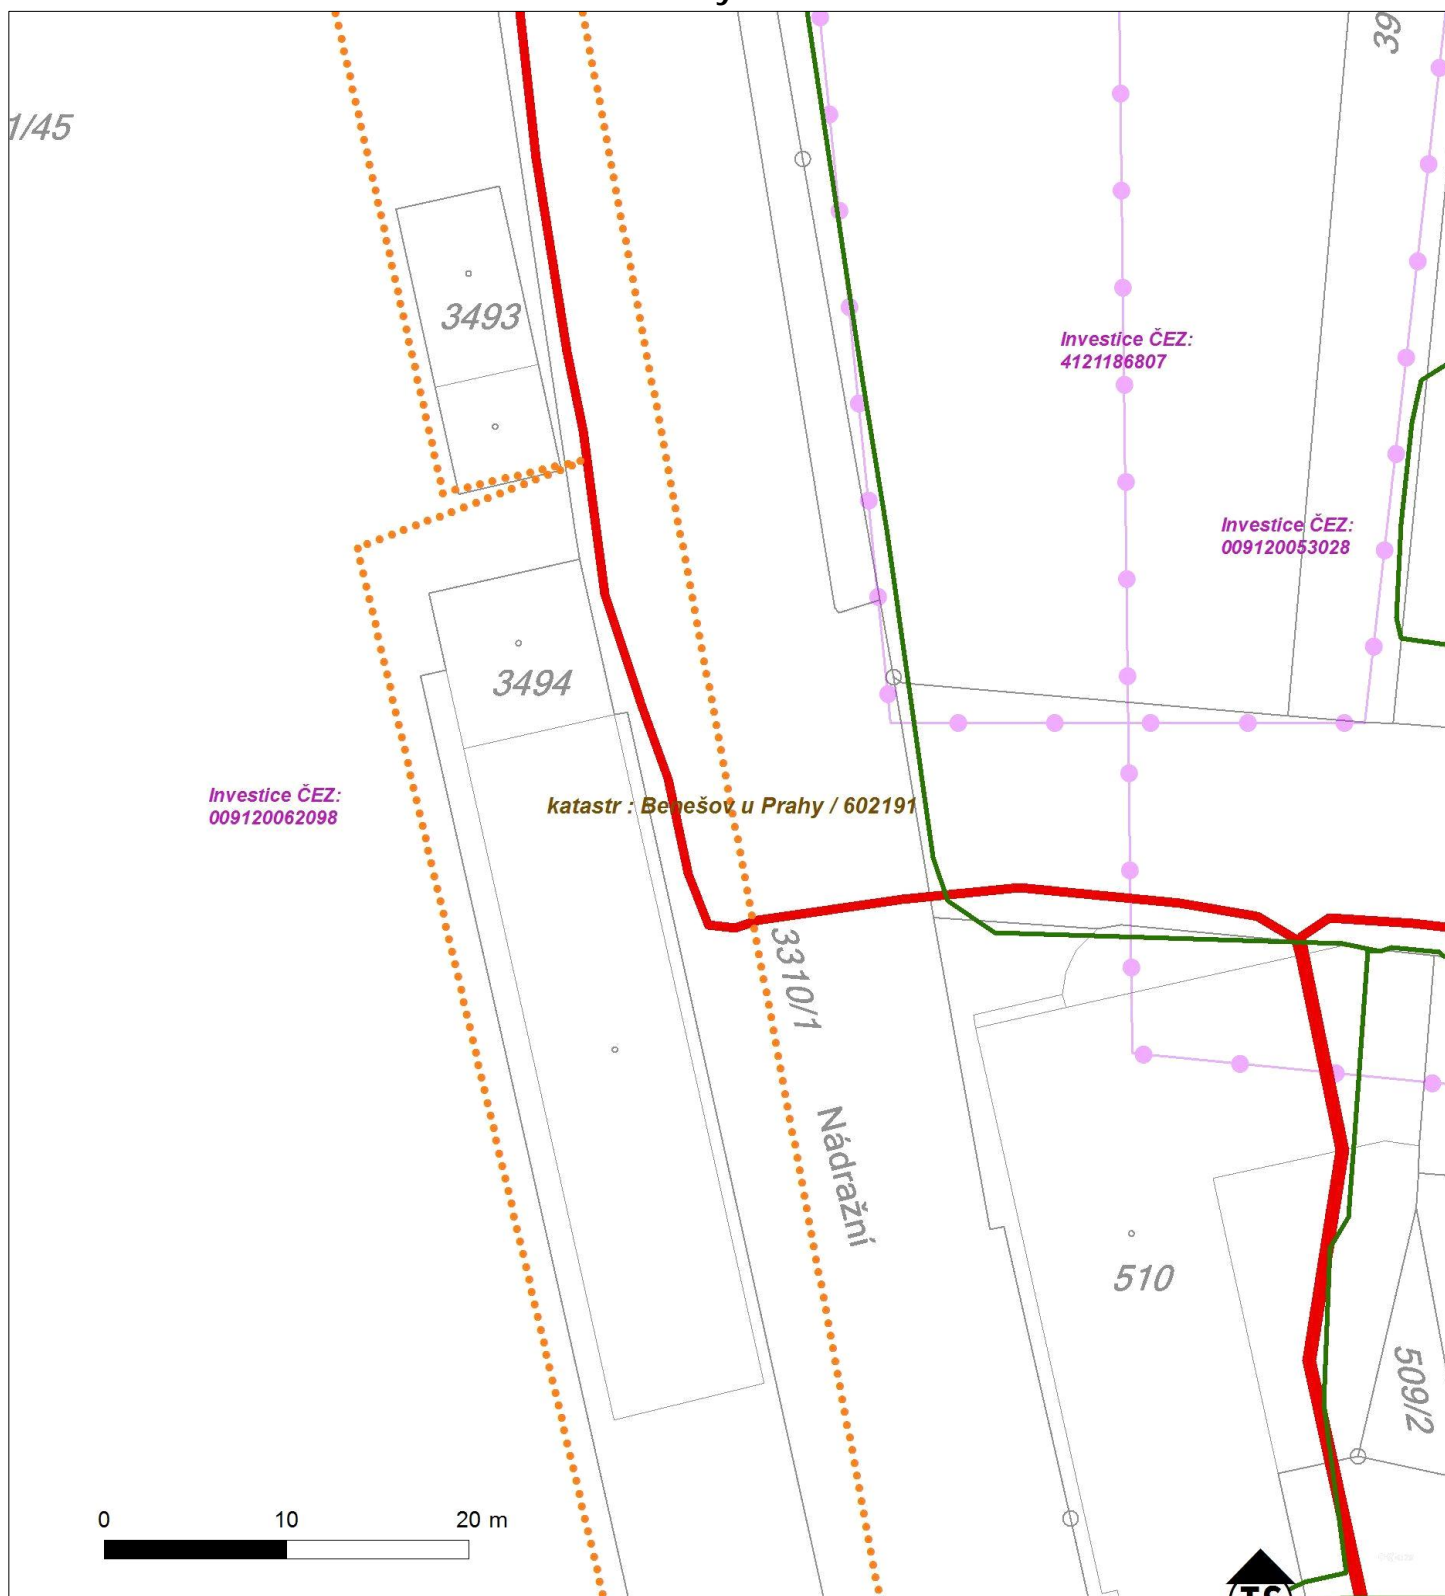 39
1/45
3493
Investice ČEZ:
4121186807
Investice ČEZ:
009120053028
3494
Investice ČEZ:
009120062098
katastr : Benešov u Prahy / 602191
3310/1
Nádražní
510
509/2
0 10 20 m
TS